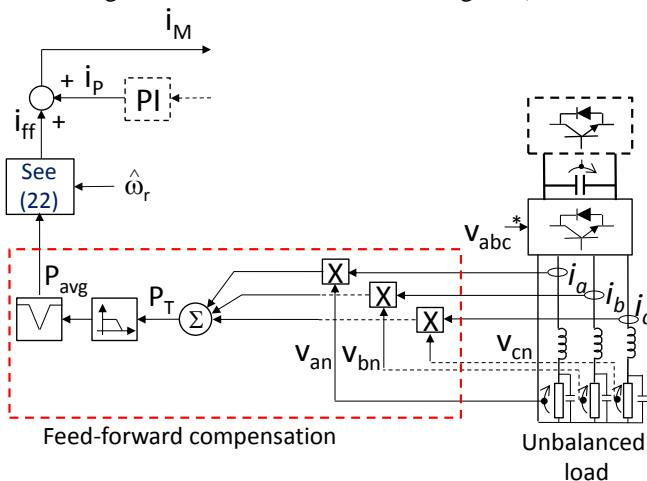 i_M
+ i_P
PI
i_ff +
See
(22)
ω̂_r
v_abc*
P_avg
P_T
Σ
X
X
X
i_a
i_b
i_c
v_an
v_bn
v_cn
Feed-forward compensation
Unbalanced
load